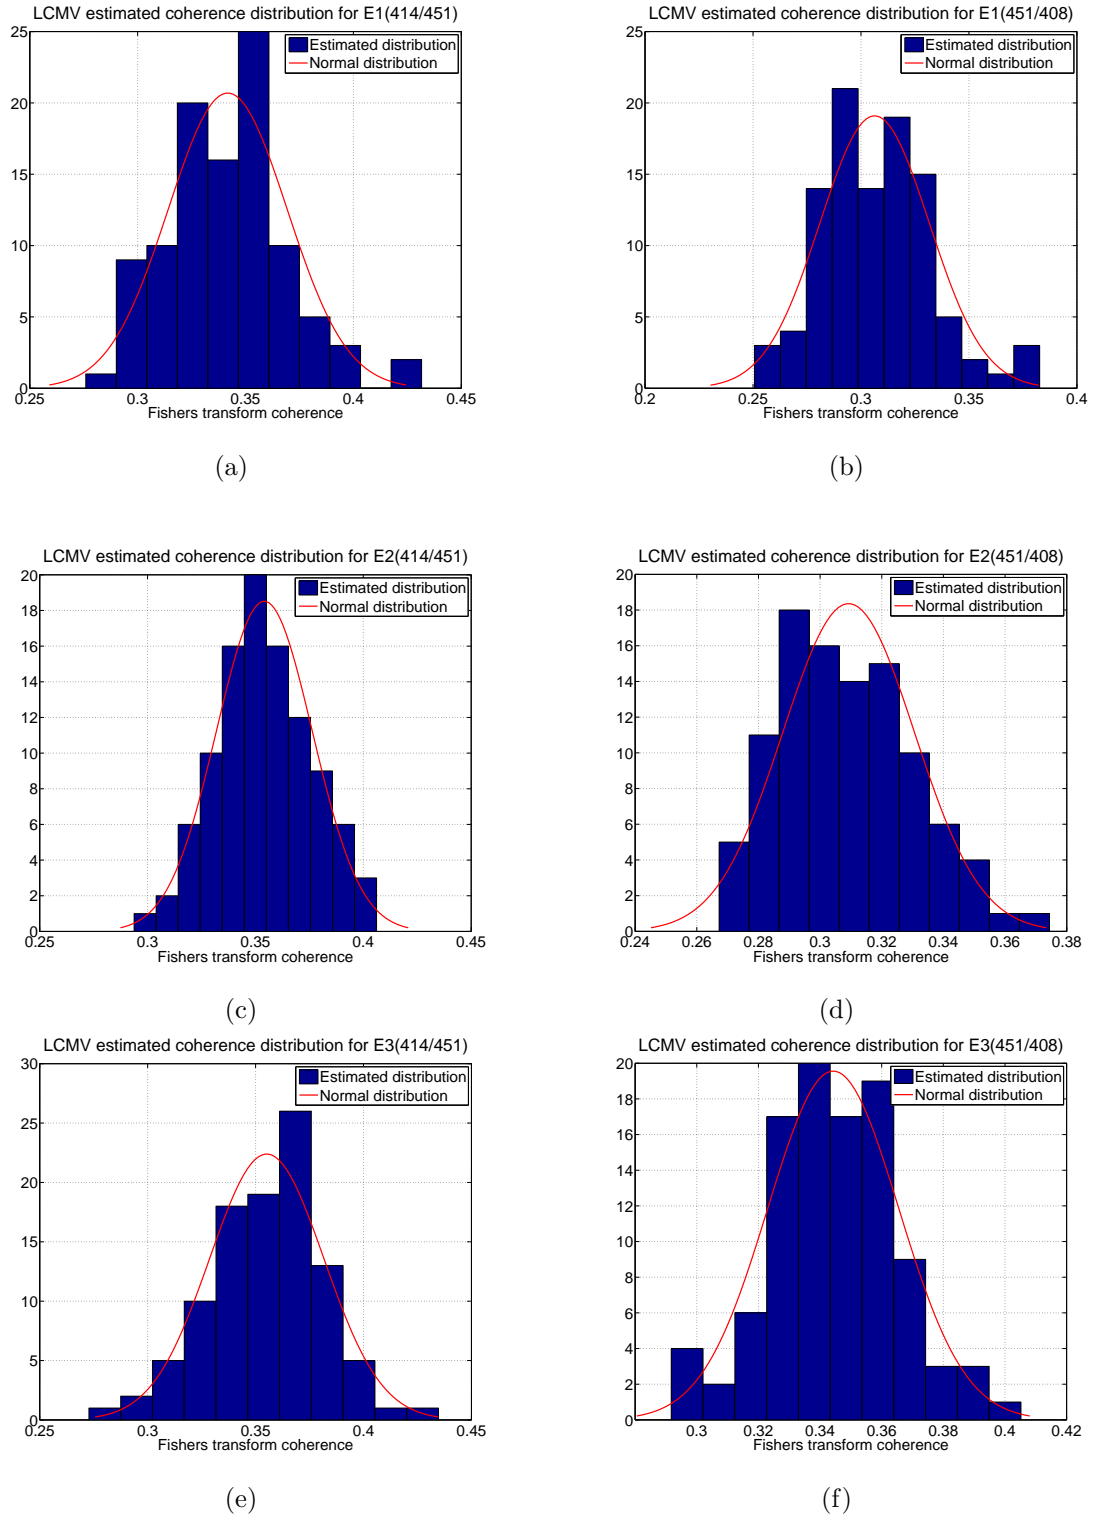 LCMV estimated coherence distribution for E1(414/451)
25
20
15
10
5
0
0.25
0.3
0.35
0.4
0.45
Estimated distribution
Normal distribution
Fishers transform coherence
(a)
LCMV estimated coherence distribution for E1(451/408)
25
20
15
10
5
0
0.2
0.25
0.3
0.35
0.4
Estimated distribution
Normal distribution
Fishers transform coherence
(b)
LCMV estimated coherence distribution for E2(414/451)
20
18
16
14
12
10
8
6
4
2
0
0.25
0.3
0.35
0.4
0.45
Estimated distribution
Normal distribution
Fishers transform coherence
(c)
LCMV estimated coherence distribution for E2(451/408)
20
18
16
14
12
10
8
6
4
2
0
0.24
0.26
0.28
0.3
0.32
0.34
0.36
0.38
Estimated distribution
Normal distribution
Fishers transform coherence
(d)
LCMV estimated coherence distribution for E3(414/451)
30
25
20
15
10
5
0
0.25
0.3
0.35
0.4
0.45
Estimated distribution
Normal distribution
Fishers transform coherence
(e)
LCMV estimated coherence distribution for E3(451/408)
20
18
16
14
12
10
8
6
4
2
0
0.3
0.32
0.34
0.36
0.38
0.4
0.42
Estimated distribution
Normal distribution
Fishers transform coherence
(f)